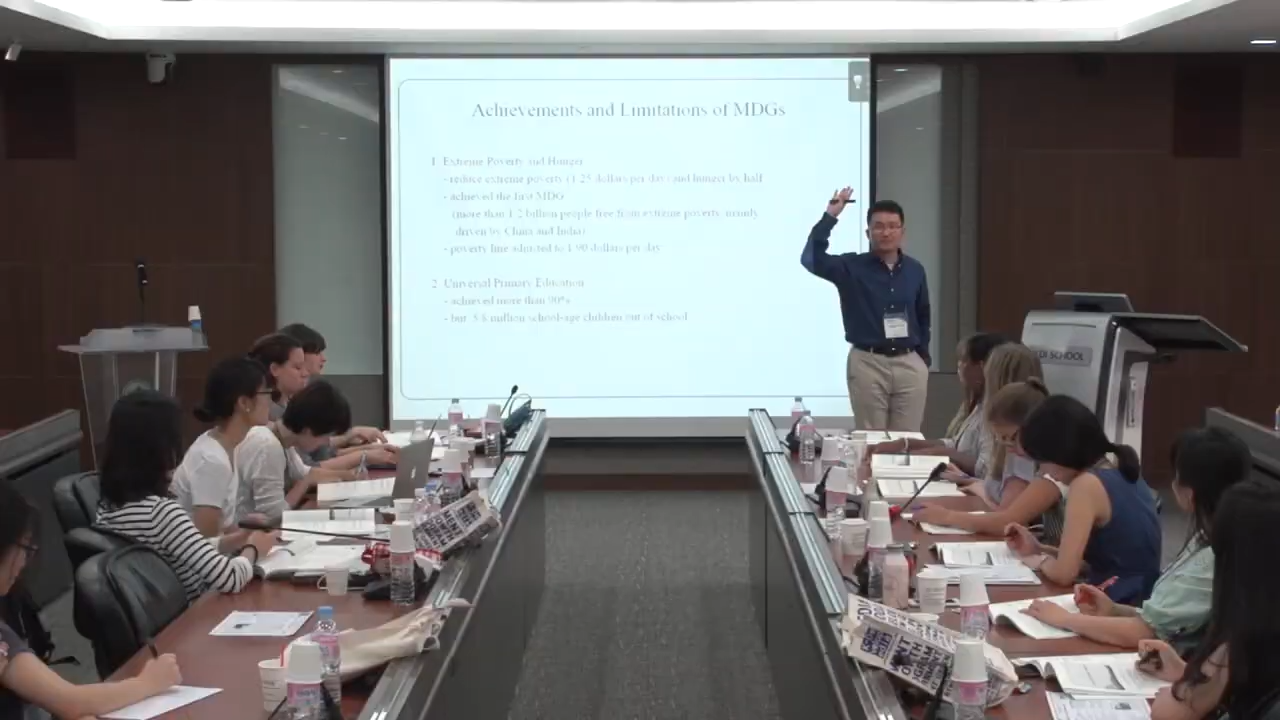 Achievements and Limitations of MDGs
1. Extreme Poverty and Hunger
- reduce extreme poverty (1.25 dollars per day) and hunger by half
- achieved the first MDG
(more than 1.2 billion people free from extreme poverty, mainly
driven by China and India)
- poverty line adjusted to 1.90 dollars per day
2. Universal Primary Education
- achieved more than 90%
- but, 58 million school-age children out of school
KDI SCHOOL